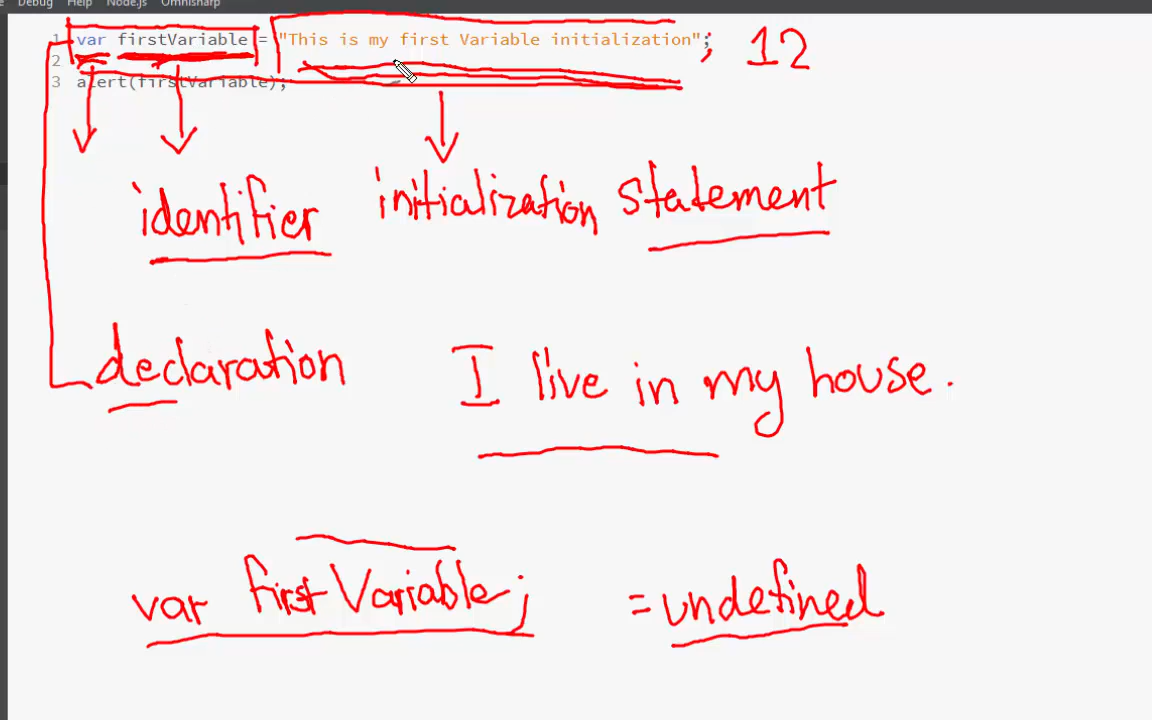 Debug Help Node.js Omnisharp
1 var firstVariable = "This is my first Variable initialization"; 12
2
3 alert(firstVariable);
identifier initialization statement
declaration I live in my house.
var firstVariable; = undefined